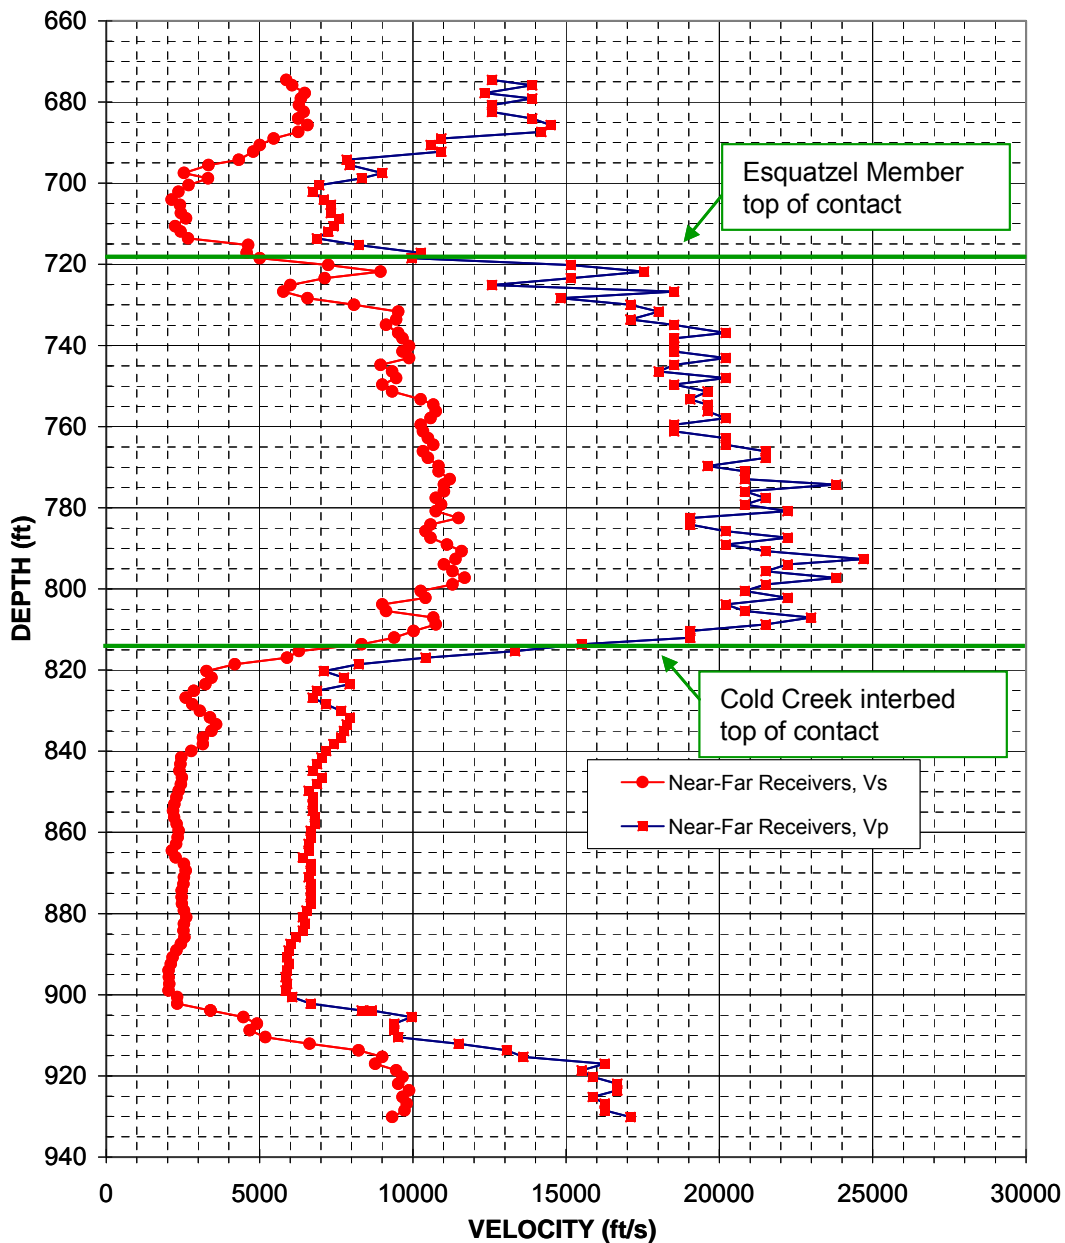 660
680
700
720
740
760
780
800
820
840
860
880
900
920
940
DEPTH (ft)
Esquatzel Member
top of contact
Cold Creek interbed
top of contact
Near-Far Receivers, Vs
Near-Far Receivers, Vp
0 5000 10000 15000 20000 25000 30000
VELOCITY (ft/s)